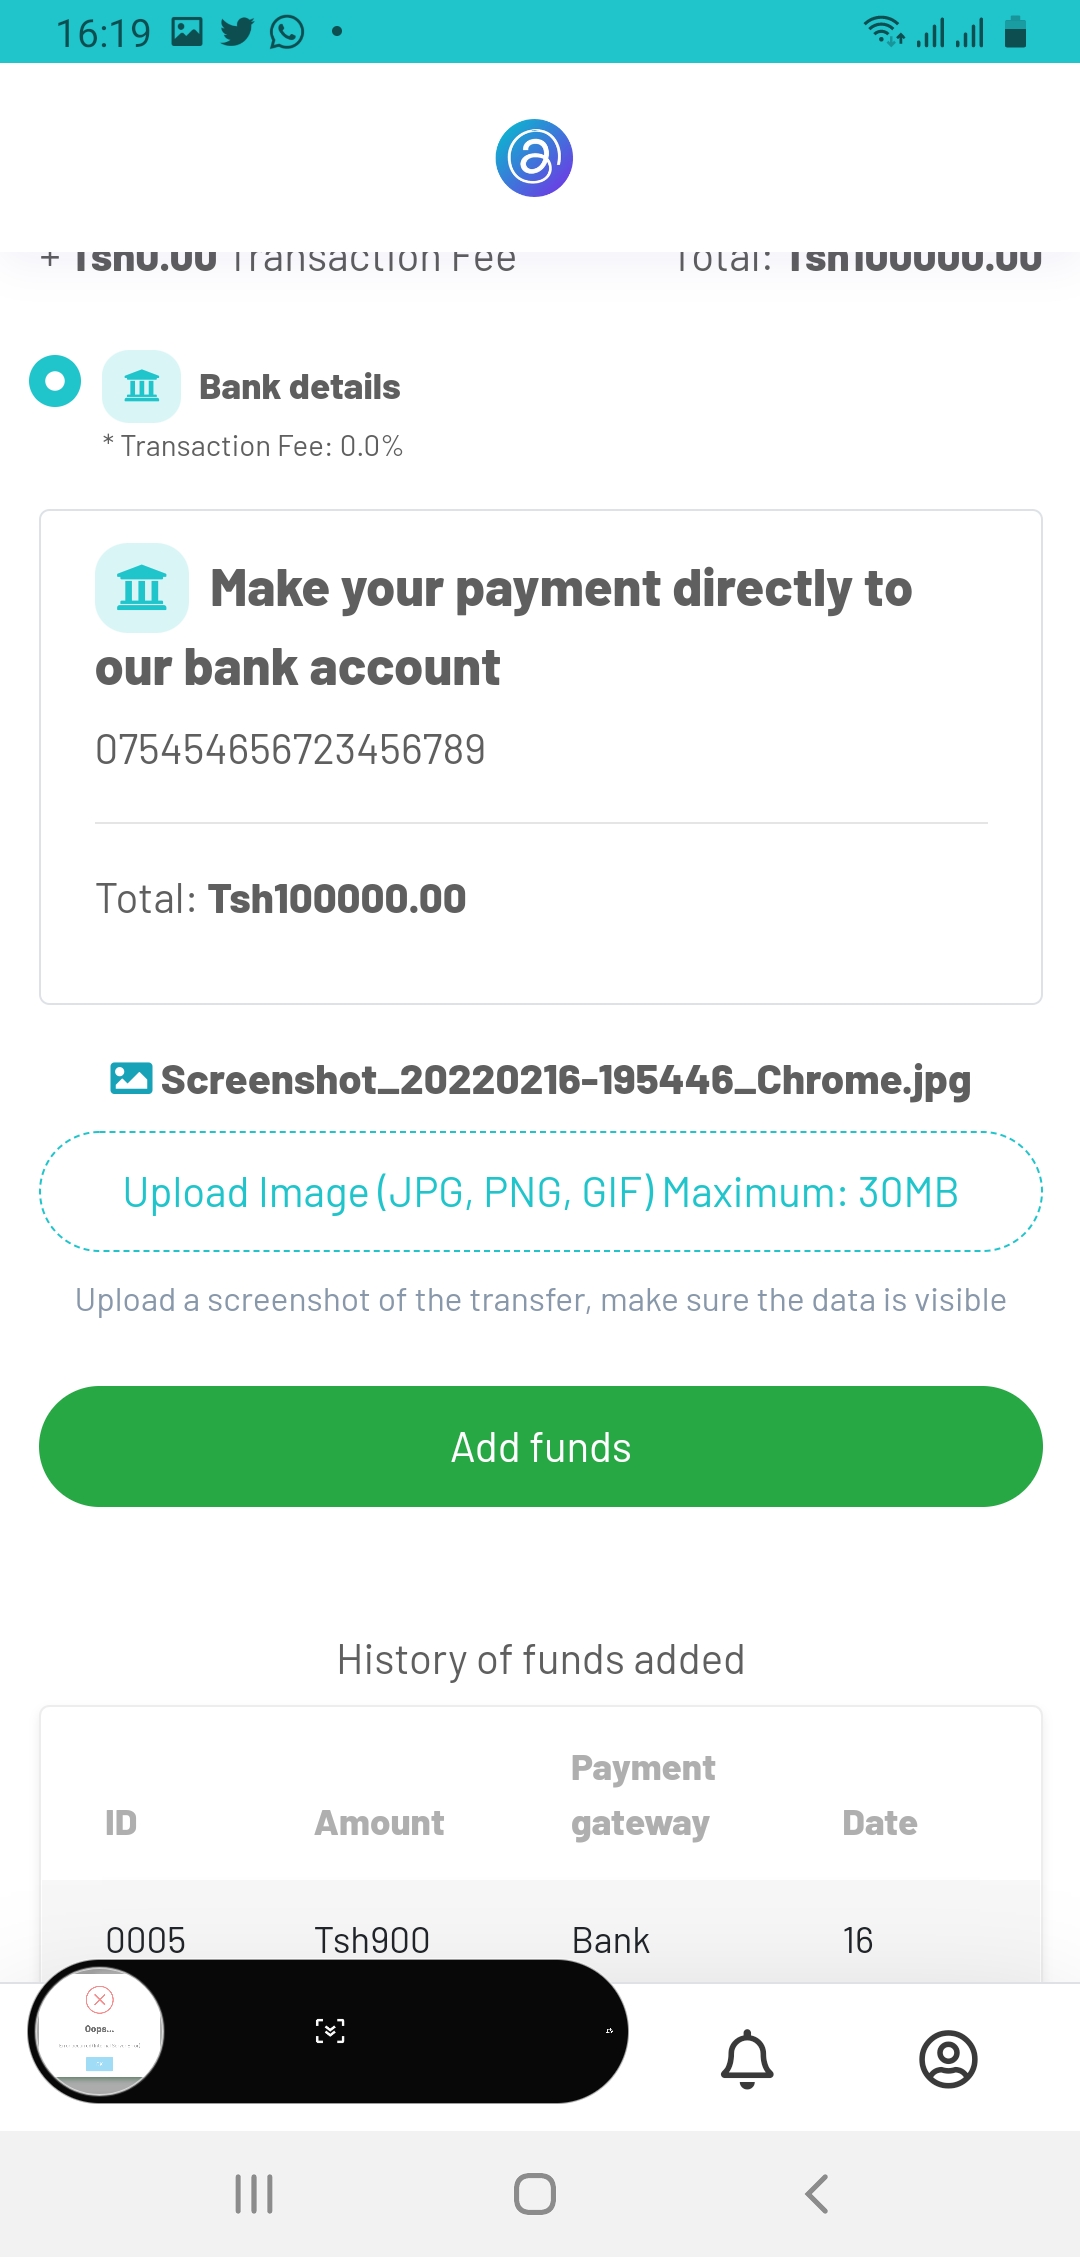 16:19
+ Tsh0.00 Transaction Fee Total: Tsh100000.00
Bank details
* Transaction Fee: 0.0%
Make your payment directly to
our bank account
075454656723456789
Total: Tsh100000.00
Screenshot_20220216-195446_Chrome.jpg
Upload Image (JPG, PNG, GIF) Maximum: 30MB
Upload a screenshot of the transfer, make sure the data is visible
Add funds
History of funds added
ID Amount Payment gateway Date
0005 Tsh900 Bank 16
Oops...